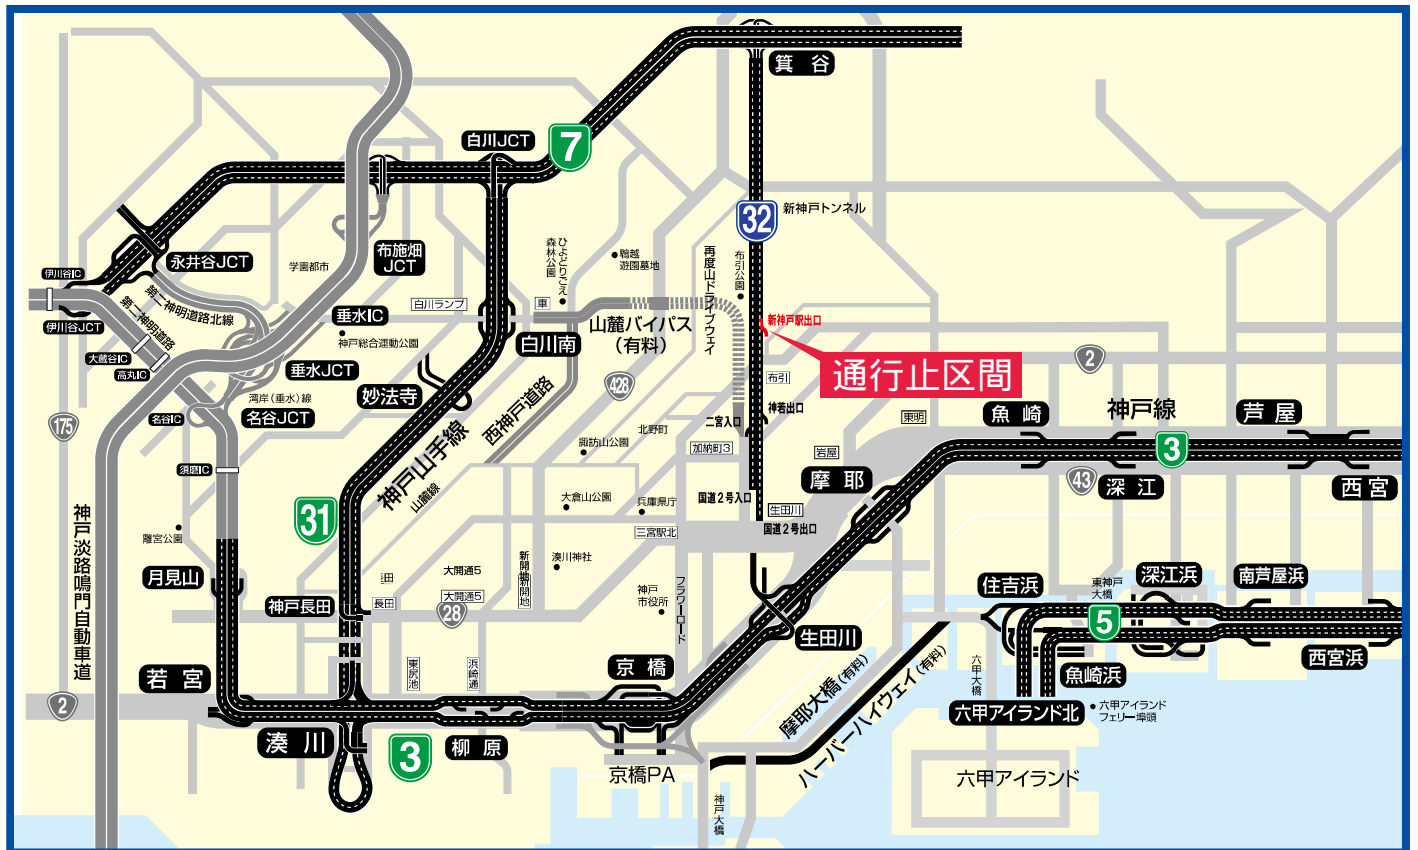 箕谷
白川JCT
7
32
新神戸トンネル
永井谷JCT
布施畑
JCT
伊川谷IC
伊川谷JCT
第二神明道路北線
第二神明道路
学園都市
ひよどりごえ
森林公園
鵯越
遊園墓地
再度山ドライブウェイ
布引公園
白川ランプ
車
垂水IC
神戸総合運動公園
白川南
山麓バイパス
(有料)
新神戸駅出口
通行止区間
大蔵谷IC
高丸IC
垂水JCT
湾岸(垂水)線
名谷IC
名谷JCT
妙法寺
西神戸道路
428
布引
神若出口
二宮入口
2
175
須磨IC
神戸山手線
山麓線
諏訪山公園
北野町
加納町3
東明
岩屋
魚崎
神戸線
芦屋
3
摩耶
43
深江
西宮
神戸淡路鳴門自動車道
31
離宮公園
大倉山公園
兵庫県庁
国道2号入口
生田川
国道2号出口
三宮駅北
新開地
新開地
湊川神社
月見山
長田
大開通5
大開通5
神戸長田
28
神戸
市役所
フラワーロード
住吉浜
東神戸
大橋
深江浜
南芦屋浜
5
生田川
若宮
東尻池
浜崎通
京橋
摩耶大橋(有料)
ハーバーハイウェイ(有料)
六甲大橋
魚崎浜
西宮浜
2
六甲アイランド北
六甲アイランド
フェリー埠頭
湊川
3
柳原
京橋PA
神戸大橋
六甲アイランド